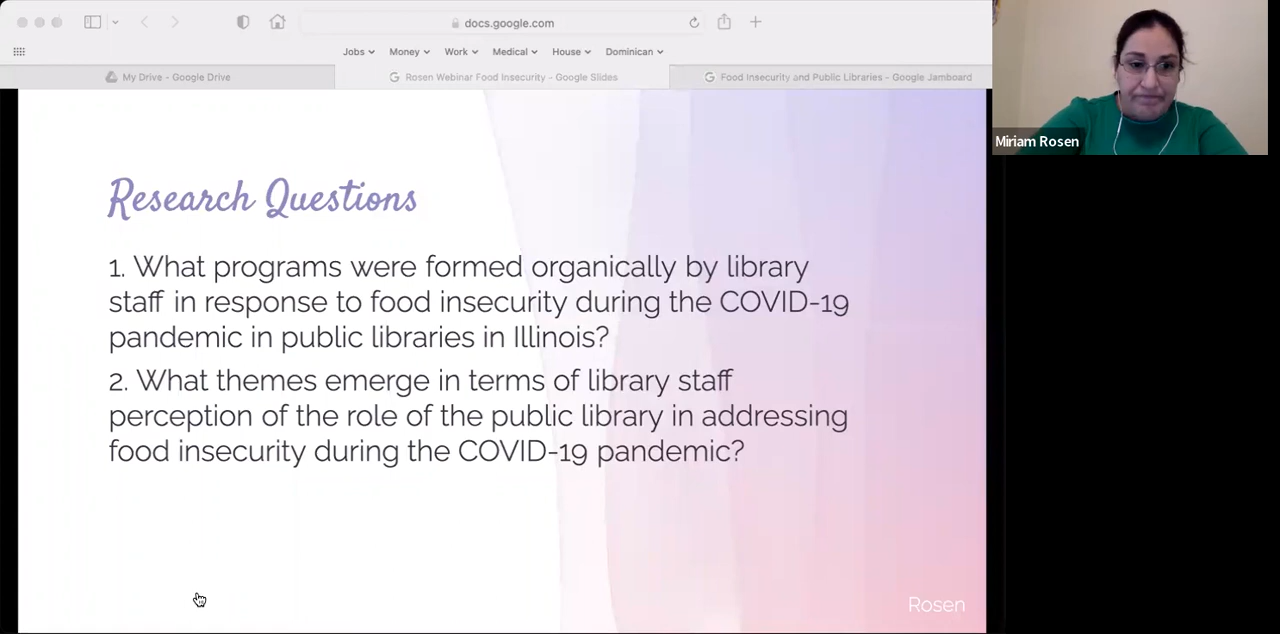 docs.google.com
Jobs Money Work Medical House Dominican
My Drive - Google Drive
Rosen Webinar Food Insecurity - Google Slides
Food Insecurity and Public Libraries - Google Jamboard
Miriam Rosen
Research Questions
1. What programs were formed organically by library
staff in response to food insecurity during the COVID-19
pandemic in public libraries in Illinois?
2. What themes emerge in terms of library staff
perception of the role of the public library in addressing
food insecurity during the COVID-19 pandemic?
Rosen